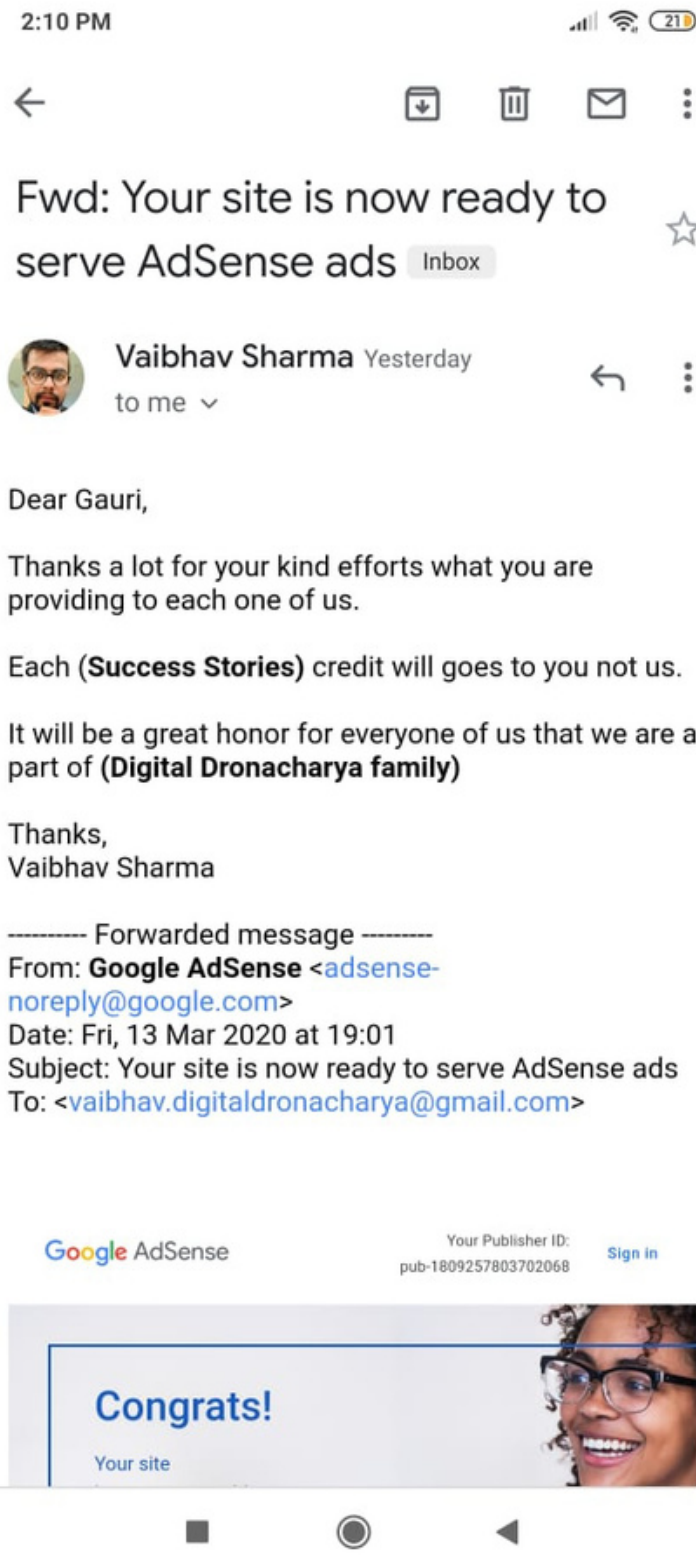 2:10 PM
21
Fwd: Your site is now ready to
serve AdSense ads Inbox
Vaibhav Sharma Yesterday
to me
Dear Gauri,
Thanks a lot for your kind efforts what you are
providing to each one of us.
Each (Success Stories) credit will goes to you not us.
It will be a great honor for everyone of us that we are a
part of (Digital Dronacharya family)
Thanks,
Vaibhav Sharma
---------- Forwarded message ---------
From: Google AdSense <adsense-
noreply@google.com>
Date: Fri, 13 Mar 2020 at 19:01
Subject: Your site is now ready to serve AdSense ads
To: <vaibhav.digitaldronacharya@gmail.com>
Google AdSense
Your Publisher ID:
pub-1809257803702068
Sign in
Congrats!
Your site